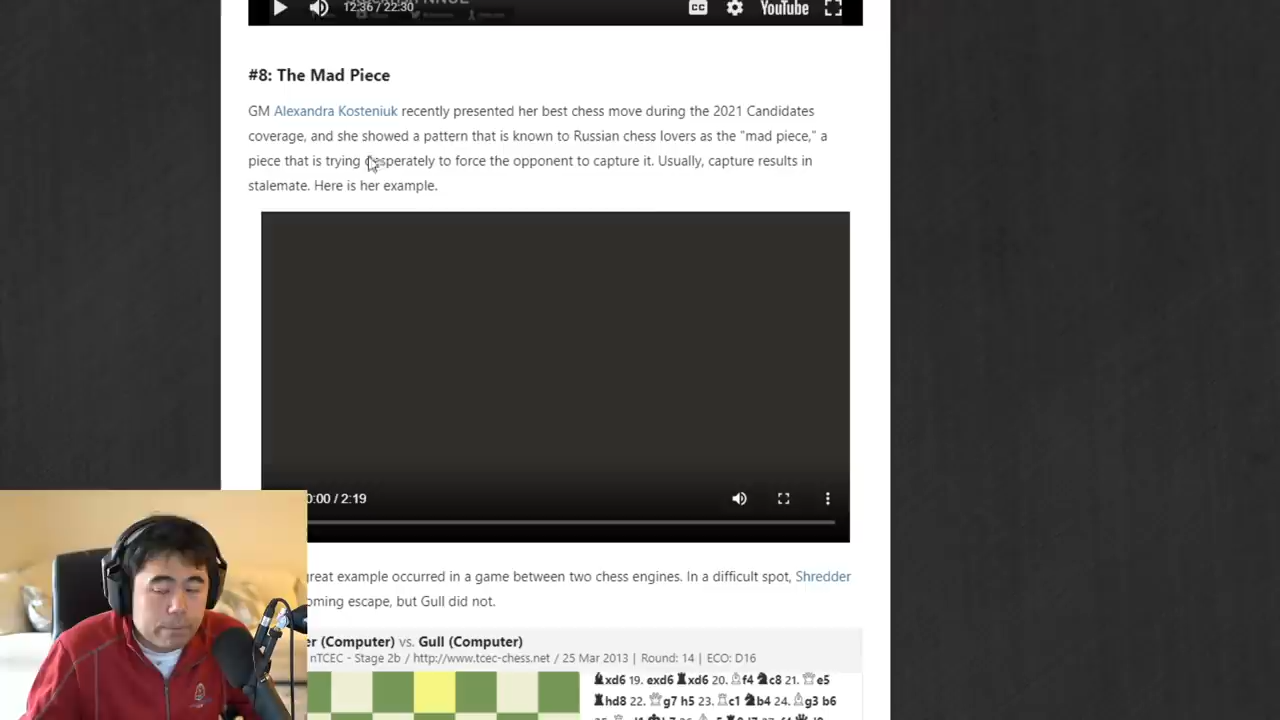 12:36 / 22:30
CC
YouTube
#8: The Mad Piece
GM Alexandra Kosteniuk recently presented her best chess move during the 2021 Candidates
coverage, and she showed a pattern that is known to Russian chess lovers as the "mad piece," a
piece that is trying desperately to force the opponent to capture it. Usually, capture results in
stalemate. Here is her example.
0:00 / 2:19
great example occurred in a game between two chess engines. In a difficult spot, Shredder
escape, but Gull did not.
(Computer) vs. Gull (Computer)
nTCEC - Stage 2b / http://www.tcec-chess.net / 25 Mar 2013 | Round: 14 | ECO: D16
♝xd6 19. exd6 ♜xd6 20. ♗f4 ♞c8 21. ♖e5
♜hd8 22. ♕g7 h5 23. ♖c1 ♞b4 24. ♗g3 b6